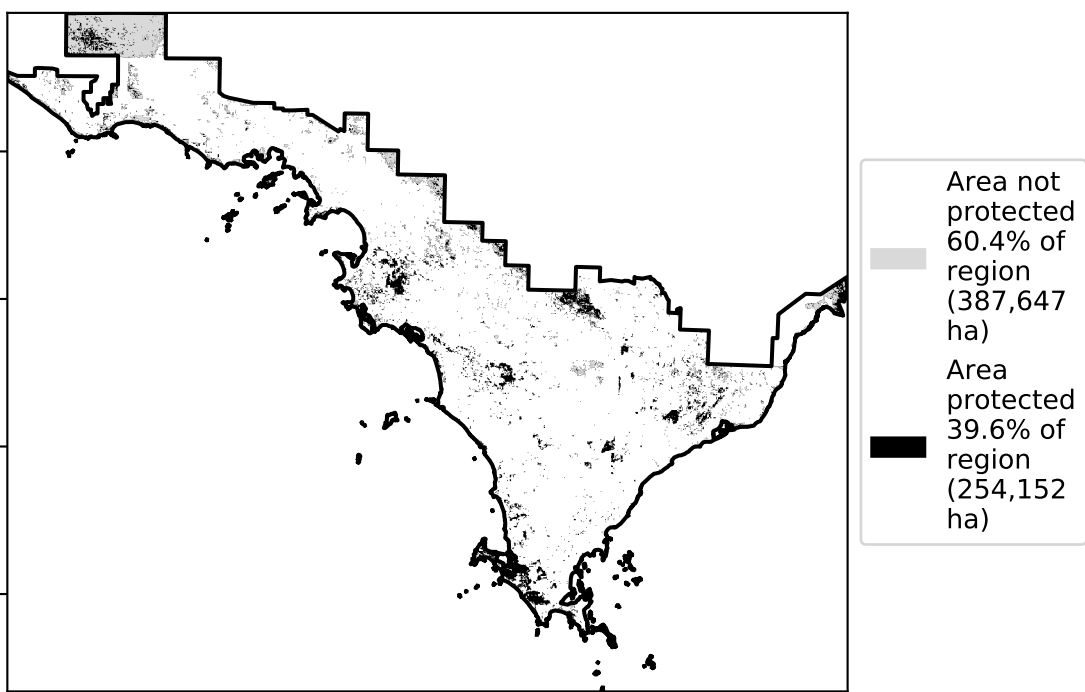 Area not
protected
60.4% of
region
(387,647
ha)
Area
protected
39.6% of
region
(254,152
ha)